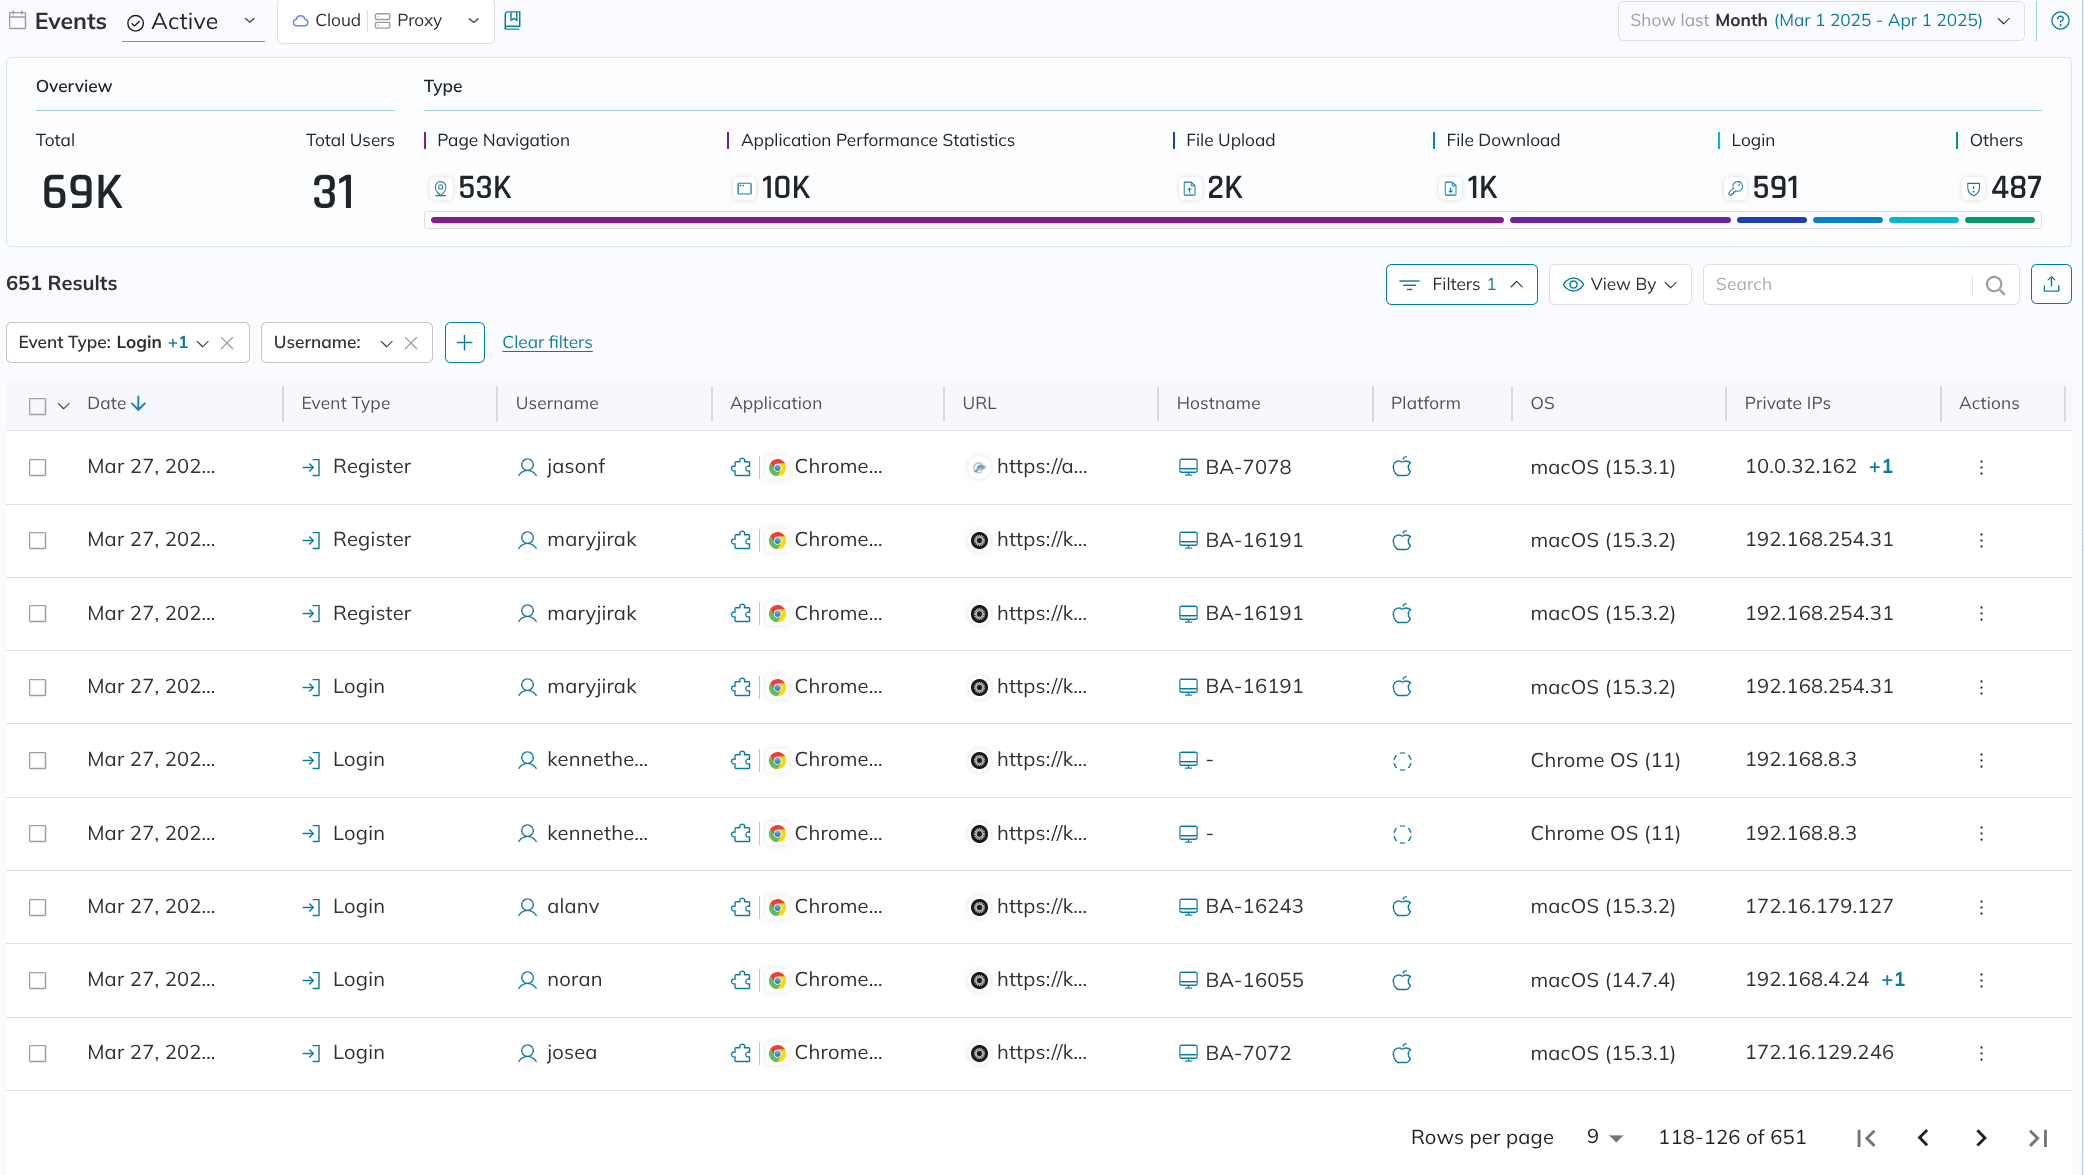 Events Active Cloud Proxy Show last Month (Mar 1 2025 - Apr 1 2025)
Overview Type
Total Total Users Page Navigation Application Performance Statistics File Upload File Download Login Others
69K 31 53K 10K 2K 1K 591 487
651 Results Filters 1 View By Search
Event Type: Login +1 Username: Clear filters
Date Event Type Username Application URL Hostname Platform OS Private IPs Actions
Mar 27, 202... Register jasonf Chrome... https://a... BA-7078 macOS (15.3.1) 10.0.32.162 +1
Mar 27, 202... Register maryjirak Chrome... https://k... BA-16191 macOS (15.3.2) 192.168.254.31
Mar 27, 202... Register maryjirak Chrome... https://k... BA-16191 macOS (15.3.2) 192.168.254.31
Mar 27, 202... Login maryjirak Chrome... https://k... BA-16191 macOS (15.3.2) 192.168.254.31
Mar 27, 202... Login kennethe... Chrome... https://k... - Chrome OS (11) 192.168.8.3
Mar 27, 202... Login kennethe... Chrome... https://k... - Chrome OS (11) 192.168.8.3
Mar 27, 202... Login alanv Chrome... https://k... BA-16243 macOS (15.3.2) 172.16.179.127
Mar 27, 202... Login noran Chrome... https://k... BA-16055 macOS (14.7.4) 192.168.4.24 +1
Mar 27, 202... Login josea Chrome... https://k... BA-7072 macOS (15.3.1) 172.16.129.246
Rows per page 9 118-126 of 651